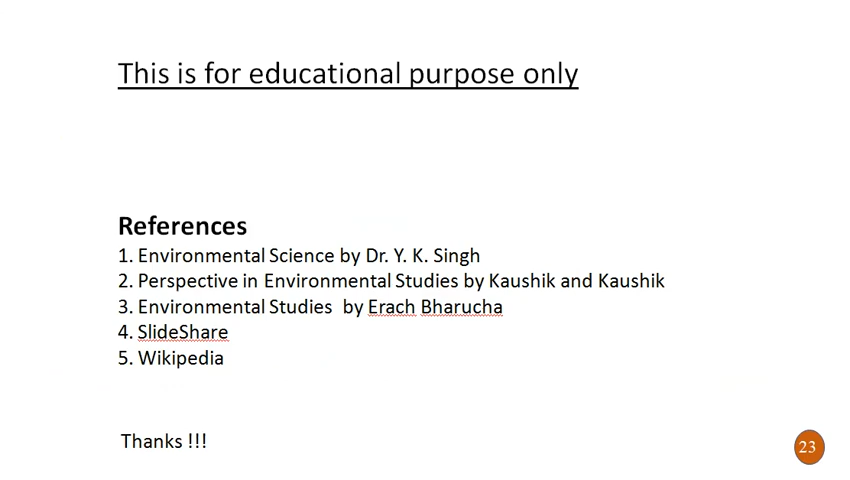 This is for educational purpose only
References
1. Environmental Science by Dr. Y. K. Singh
2. Perspective in Environmental Studies by Kaushik and Kaushik
3. Environmental Studies  by Erach Bharucha
4. SlideShare
5. Wikipedia
Thanks !!!
23